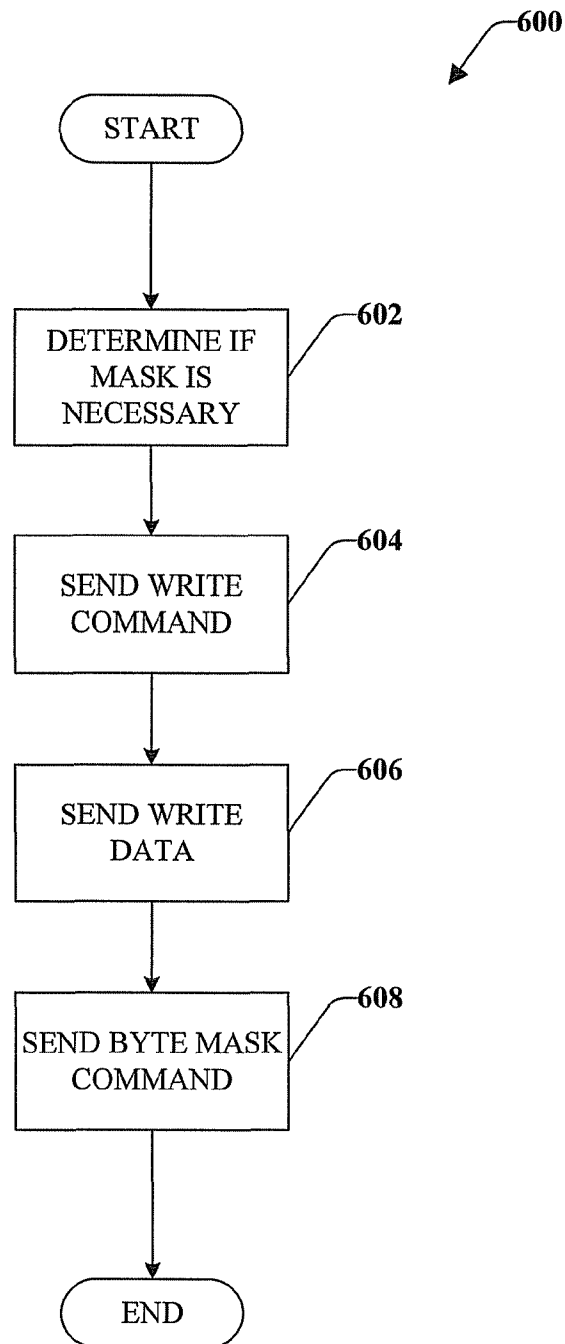 600
START
602
DETERMINE IF
MASK IS
NECESSARY
604
SEND WRITE
COMMAND
606
SEND WRITE
DATA
608
SEND BYTE MASK
COMMAND
END